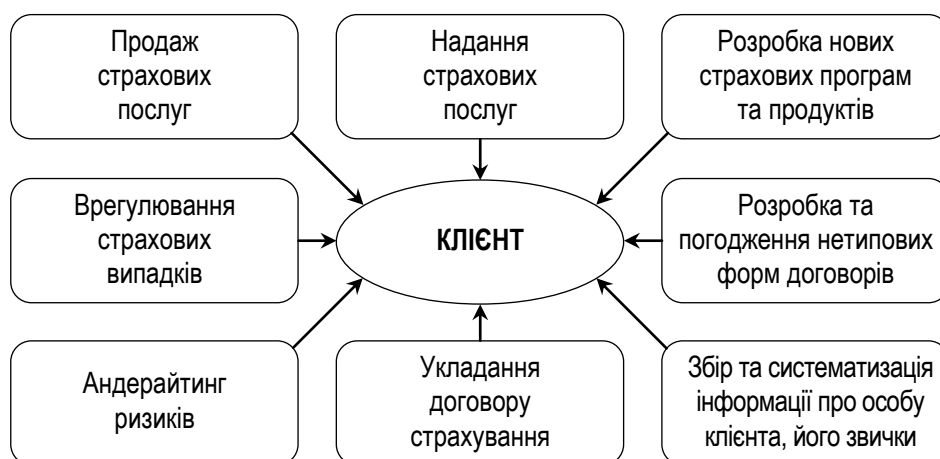 Продаж
страхових
послуг
Надання
страхових
послуг
Розробка нових
страхових програм
та продуктів
Врегулювання
страхових
випадків
КЛІЄНТ
Розробка та
погодження нетипових
форм договорів
Андерайтинг
ризиків
Укладання
договору
страхування
Збір та систематизація
інформації про особу
клієнта, його звички